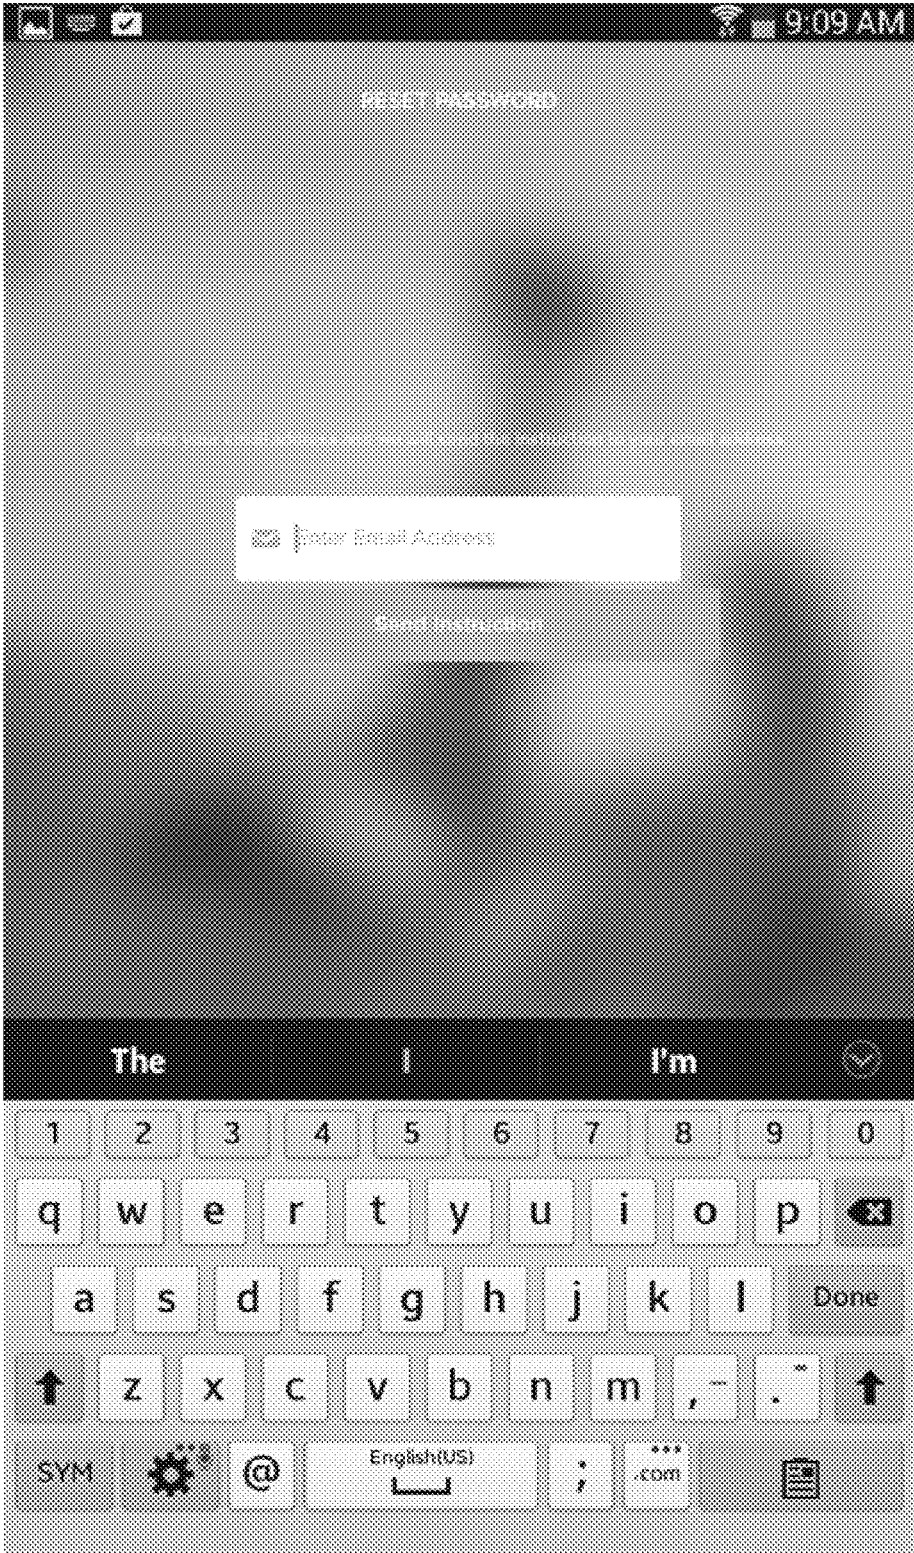 9:09 AM
RESET PASSWORD
Enter Email Address
Send Instruction
The I I'm
1 2 3 4 5 6 7 8 9 0
q w e r t y u i o p
a s d f g h j k l Done
z x c v b n m , - . -
SYM @ English(US) ; .com